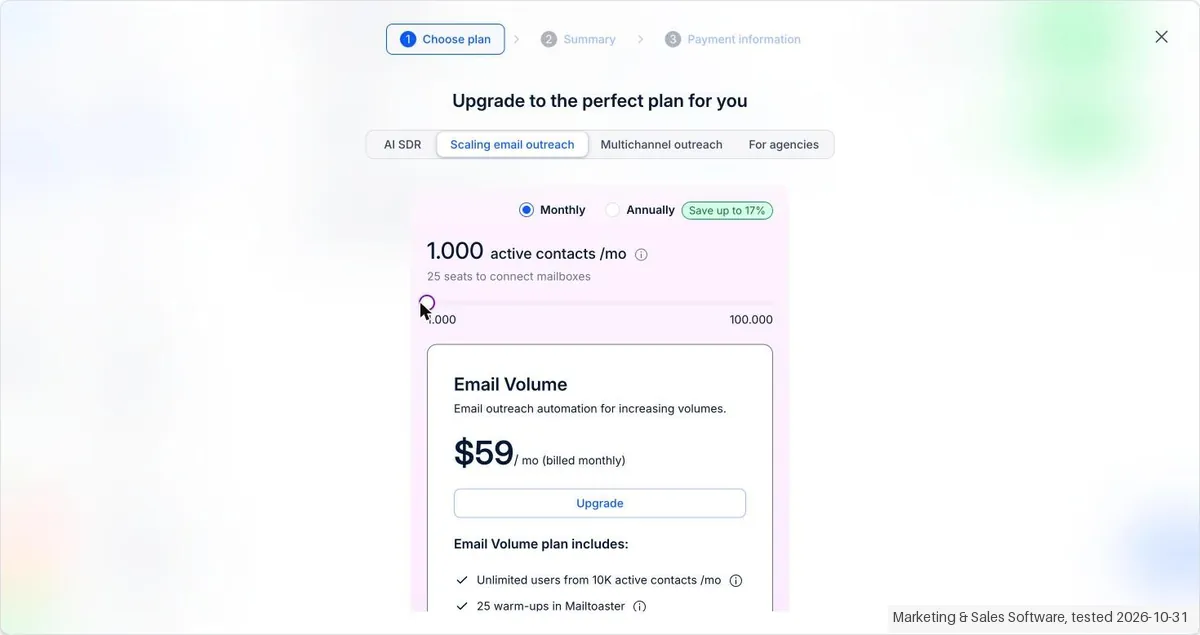 1 Choose plan > 2 Summary > 3 Payment information
Upgrade to the perfect plan for you
AI SDR Scaling email outreach Multichannel outreach For agencies
Monthly Annually Save up to 17%
1.000 active contacts /mo
25 seats to connect mailboxes
1.000 100.000
Email Volume
Email outreach automation for increasing volumes.
$59 / mo (billed monthly)
Upgrade
Email Volume plan includes:
Unlimited users from 10K active contacts /mo
25 warm-ups in Mailtoaster
Marketing & Sales Software, tested 2026-10-31